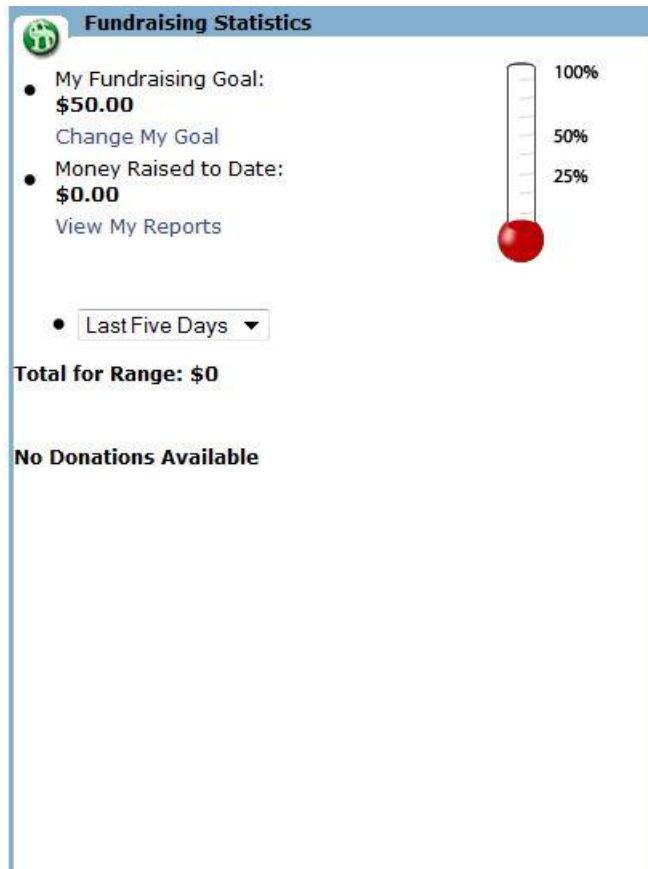 Fundraising Statistics
My Fundraising Goal:
$50.00
Change My Goal
Money Raised to Date:
$0.00
View My Reports
100%
50%
25%
Last Five Days
Total for Range: $0
No Donations Available